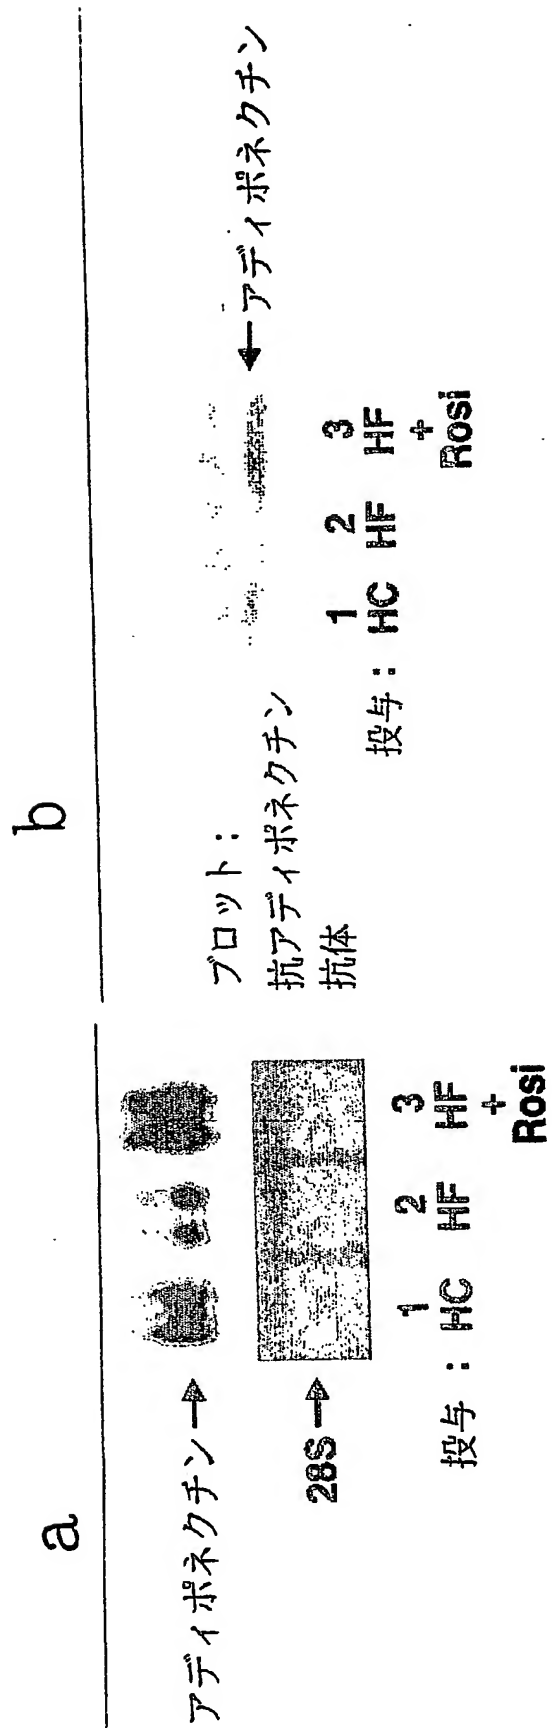 a
アディポネクチン→
28S→
投与：
1 2 3
HC HF HF
+
Rosi
b
ブロット：
抗アディポネクチン
抗体
←アディポネクチン
投与：
1 2 3
HC HF HF
+
Rosi